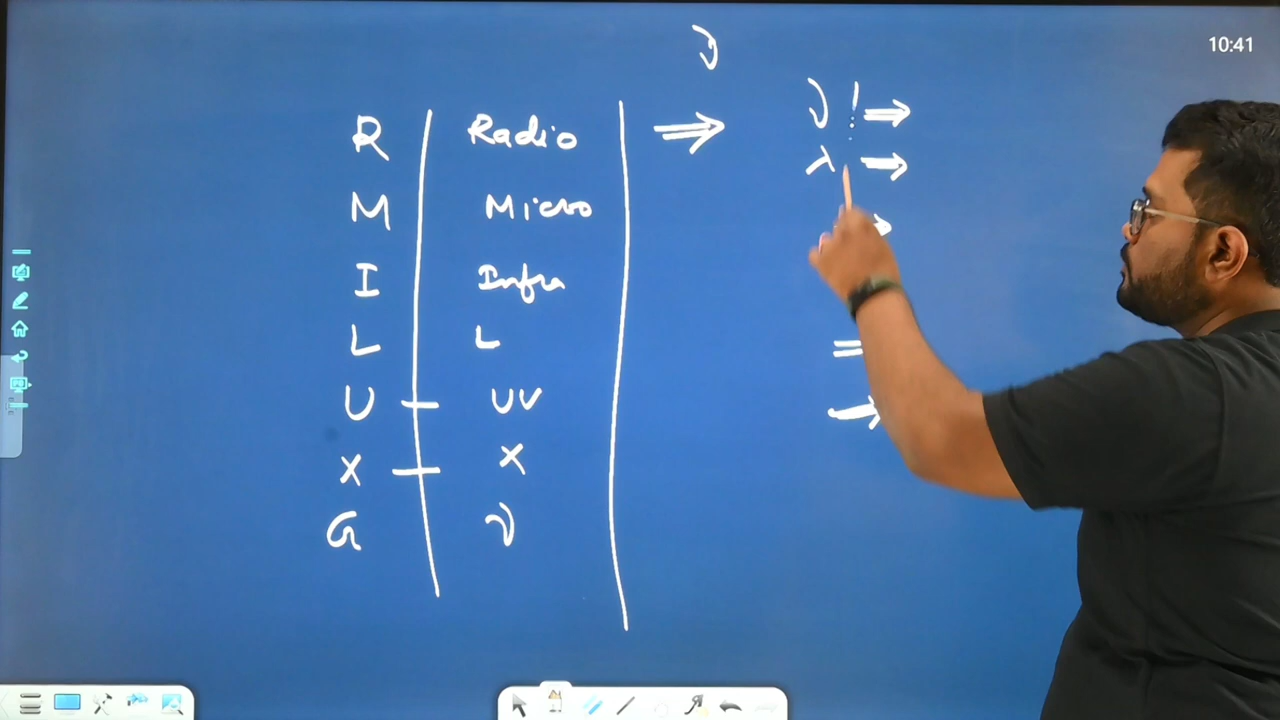 10:41
R Radio
M Micro
I Infra
L L
U UV
X X
G
λ